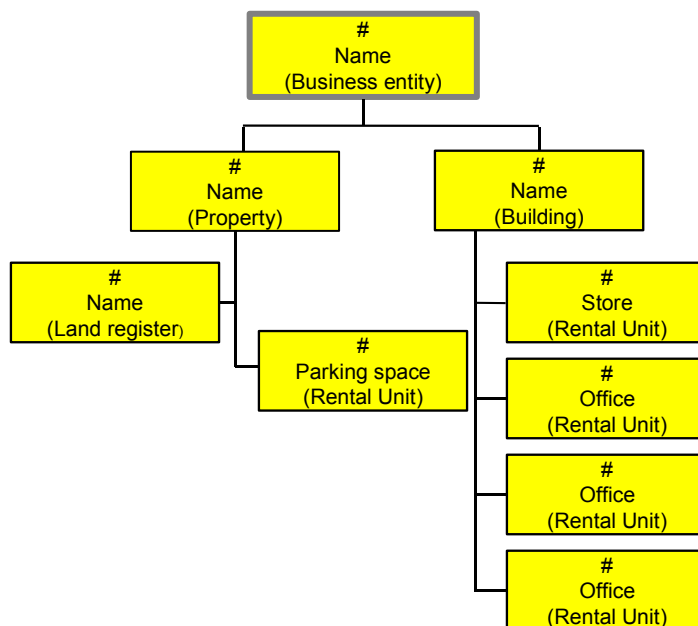 #
Name
(Business entity)
#
Name
(Property)
#
Name
(Building)
#
Name
(Land register)
#
Parking space
(Rental Unit)
#
Store
(Rental Unit)
#
Office
(Rental Unit)
#
Office
(Rental Unit)
#
Office
(Rental Unit)